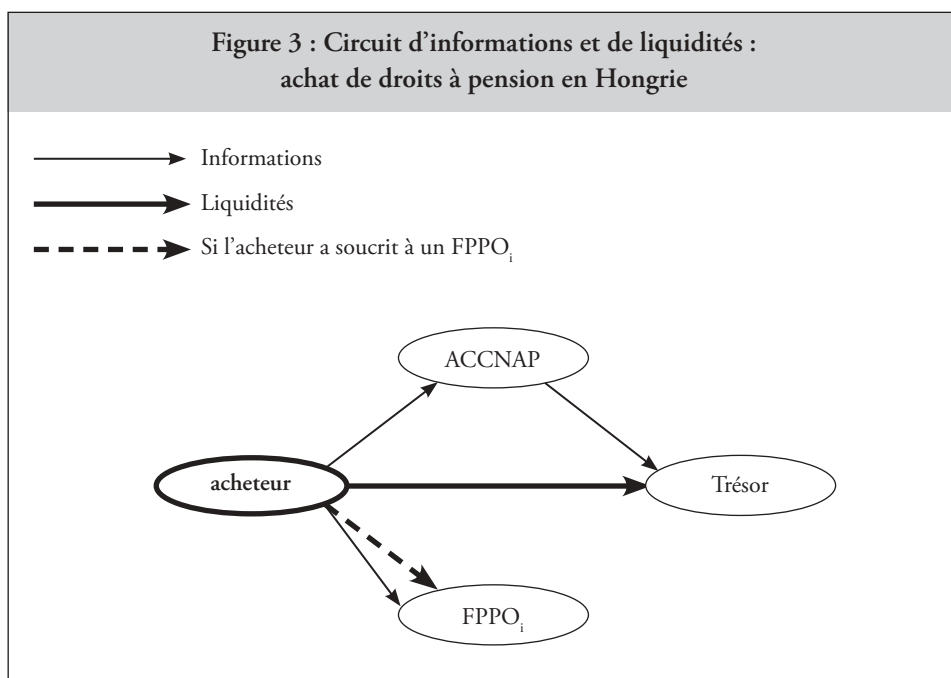 Figure 3 : Circuit d’informations et de liquidités :
achat de droits à pension en Hongrie
Informations
Liquidités
Si l’acheteur a soucrit à un FPPOi
ACCNAP
acheteur
Trésor
FPPOi